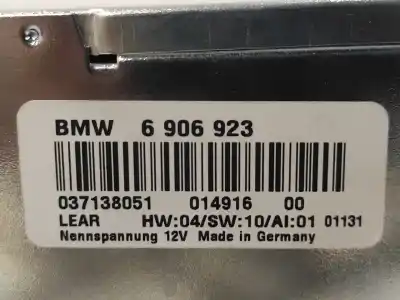 BMW 6 906 923
037138051 014916 00
LEAR HW:04/SW:10/AI:01 01131
Nennspannung 12V Made in Germany